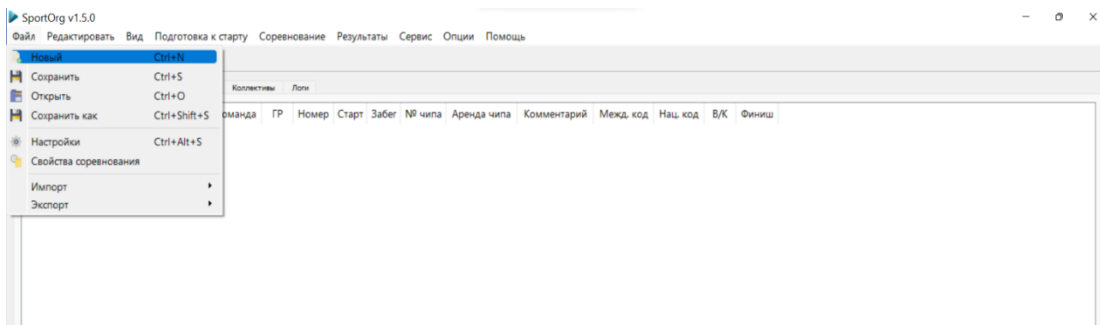 SportOrg v1.5.0
Файл Редактировать Вид Подготовка к старту Соревнование Результаты Сервис Опции Помощь
Новый Ctrl+N
Сохранить Ctrl+S
Коллективы Логи
Открыть Ctrl+O
Сохранить как Ctrl+Shift+S
оманда ГР Номер Старт Забег № чипа Аренда чипа Комментарий Межд. код Нац. код В/К Финиш
Настройки Ctrl+Alt+S
Свойства соревнования
Импорт
Экспорт